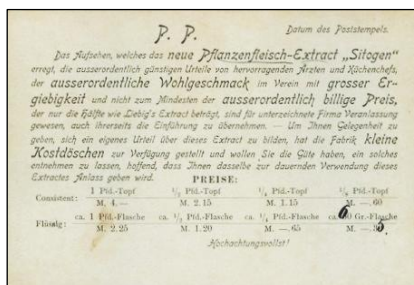 P. P.
Datum des Poststempels.
Das Aufsehen, welches das neue Pflanzenfleisch-Extract „Sitogen"
erregt, die ausserordentlich günstigen Urteile von hervorragenden Ärzten und Küchenchefs,
der ausserordentliche Wohlgeschmack im Verein mit grosser Er-
giebigkeit und nicht zum Mindesten der ausserordentlich billige Preis,
der nur die Hälfte wie Liebig's Extract beträgt, sind für unterzeichnete Firma Veranlassung
gewesen, auch ihrerseits die Einführung zu übernehmen. — Um Ihnen Gelegenheit zu
geben, sich ein eigenes Urteil über dieses Extract zu bilden, hat die Fabrik kleine
Kostdöschen zur Verfügung gestellt und wollen Sie die Güte haben, ein solches
entnehmen zu lassen, hoffend, dass Ihnen dasselbe zur dauernden Verwendung dieses
Extractes Anlass geben wird.
PREISE:
Consistent: 1 Pfd.-Topf ½ Pfd.-Topf ¼ Pfd.-Topf ⅛ Pfd.-Topf
M. 4.— M. 2.15 M. 1.15 M. —.60
Flüssig: ca. 1 Pfd.-Flasche ca. ½ Pfd.-Flasche ca. ¼ Pfd.-Flasche ca. 60 Gr.-Flasche
M. 2.25 M. 1.20 M. —.65 M. —.35
Hochachtungsvollst!